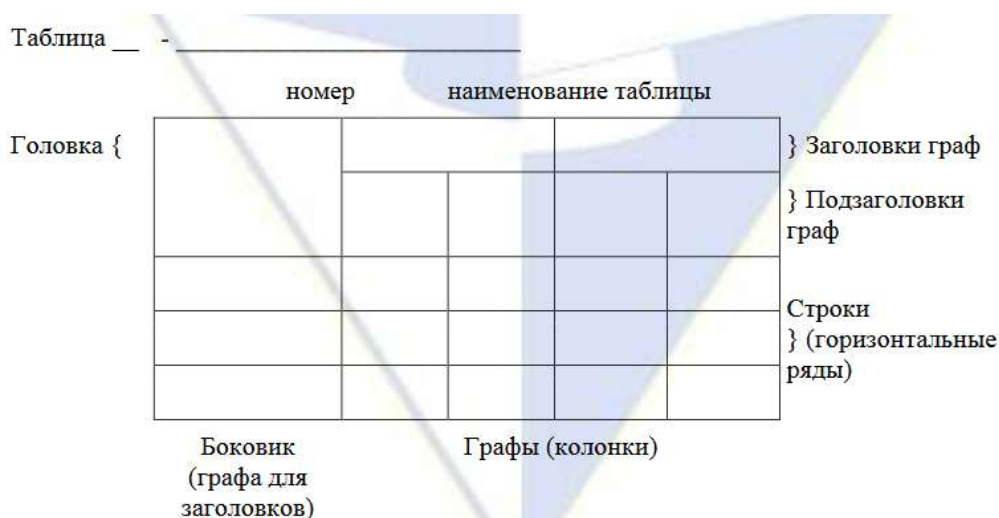 Таблица __ - ______________________________
номер наименование таблицы
Головка {
} Заголовки граф
} Подзаголовки
граф
Строки
} (горизонтальные
ряды)
Боковик
(графа для
заголовков)
Графы (колонки)